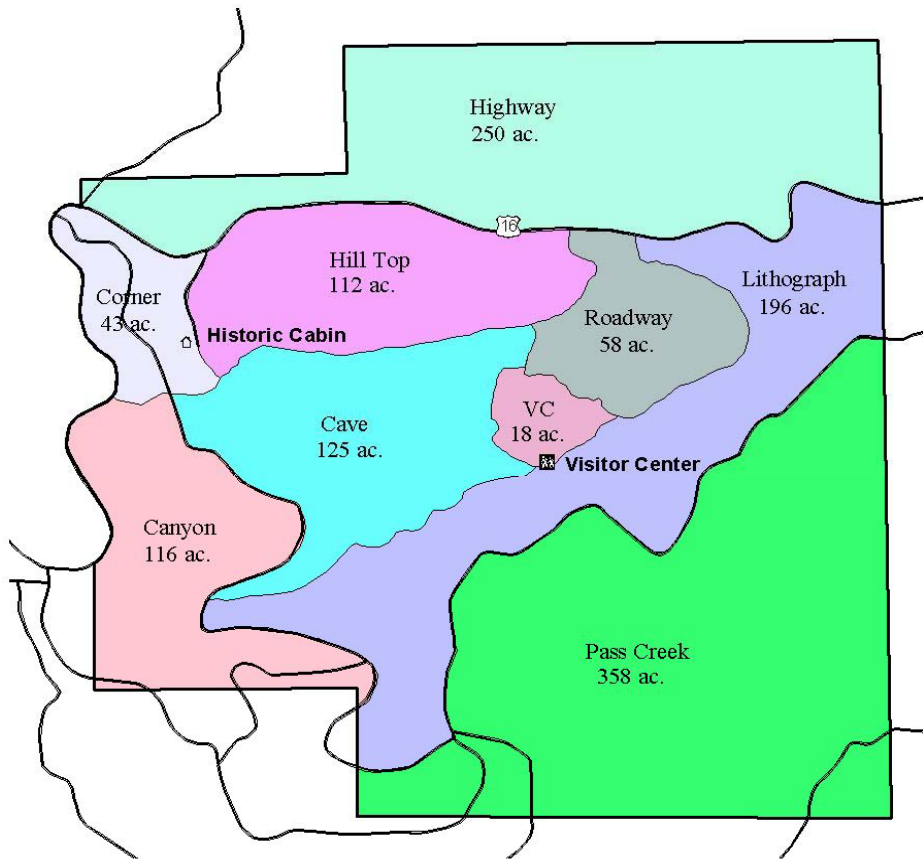 Highway
250 ac.
16
Hill Top
112 ac.
Lithograph
196 ac.
Corner
43 ac.
Roadway
58 ac.
Historic Cabin
VC
18 ac.
Cave
125 ac.
Visitor Center
Canyon
116 ac.
Pass Creek
358 ac.